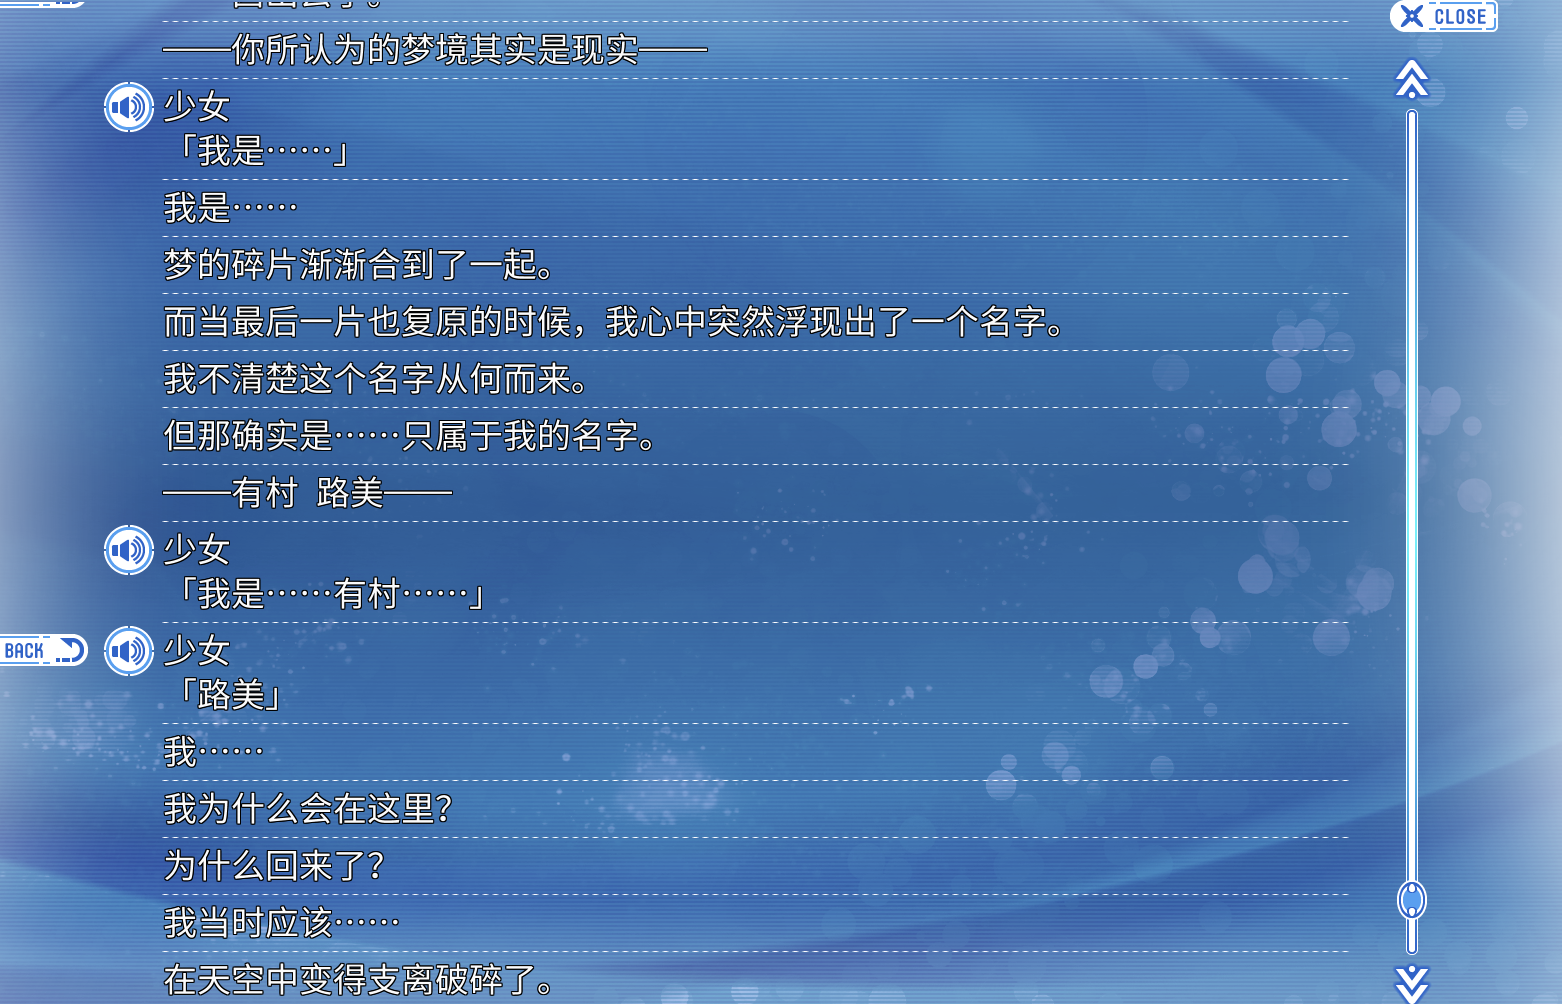 CLOSE
——你所认为的梦境其实是现实——
少女
「我是……」
我是……
梦的碎片渐渐合到了一起。
而当最后一片也复原的时候，我心中突然浮现出了一个名字。
我不清楚这个名字从何而来。
但那确实是……只属于我的名字。
——有村 路美——
少女
「我是……有村……」
BACK
少女
「路美」
我……
我为什么会在这里？
为什么回来了？
我当时应该……
在天空中变得支离破碎了。